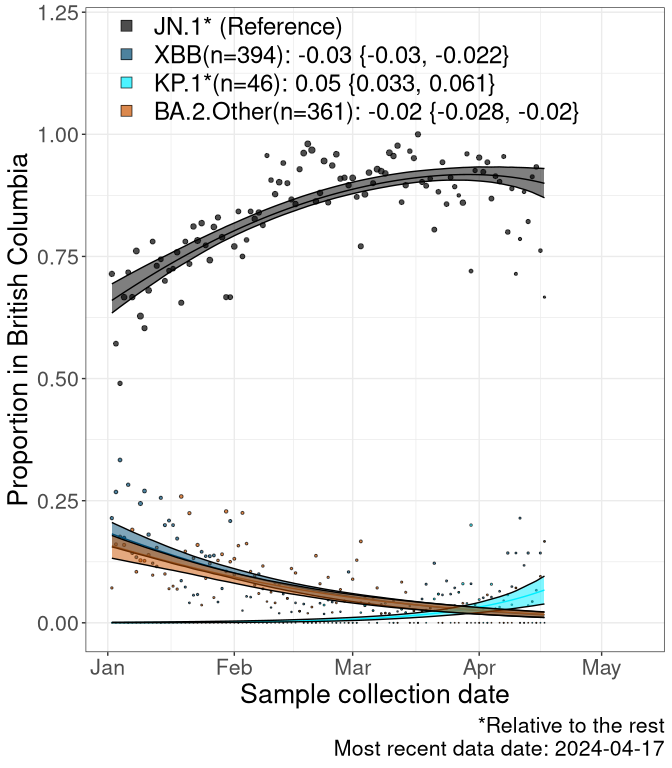 JN.1* (Reference)
XBB(n=394): -0.03 {-0.03, -0.022}
KP.1*(n=46): 0.05 {0.033, 0.061}
BA.2.Other(n=361): -0.02 {-0.028, -0.02}
1.25
1.00
0.75
0.50
0.25
0.00
Proportion in British Columbia
Jan Feb Mar Apr May
Sample collection date
*Relative to the rest
Most recent data date: 2024-04-17